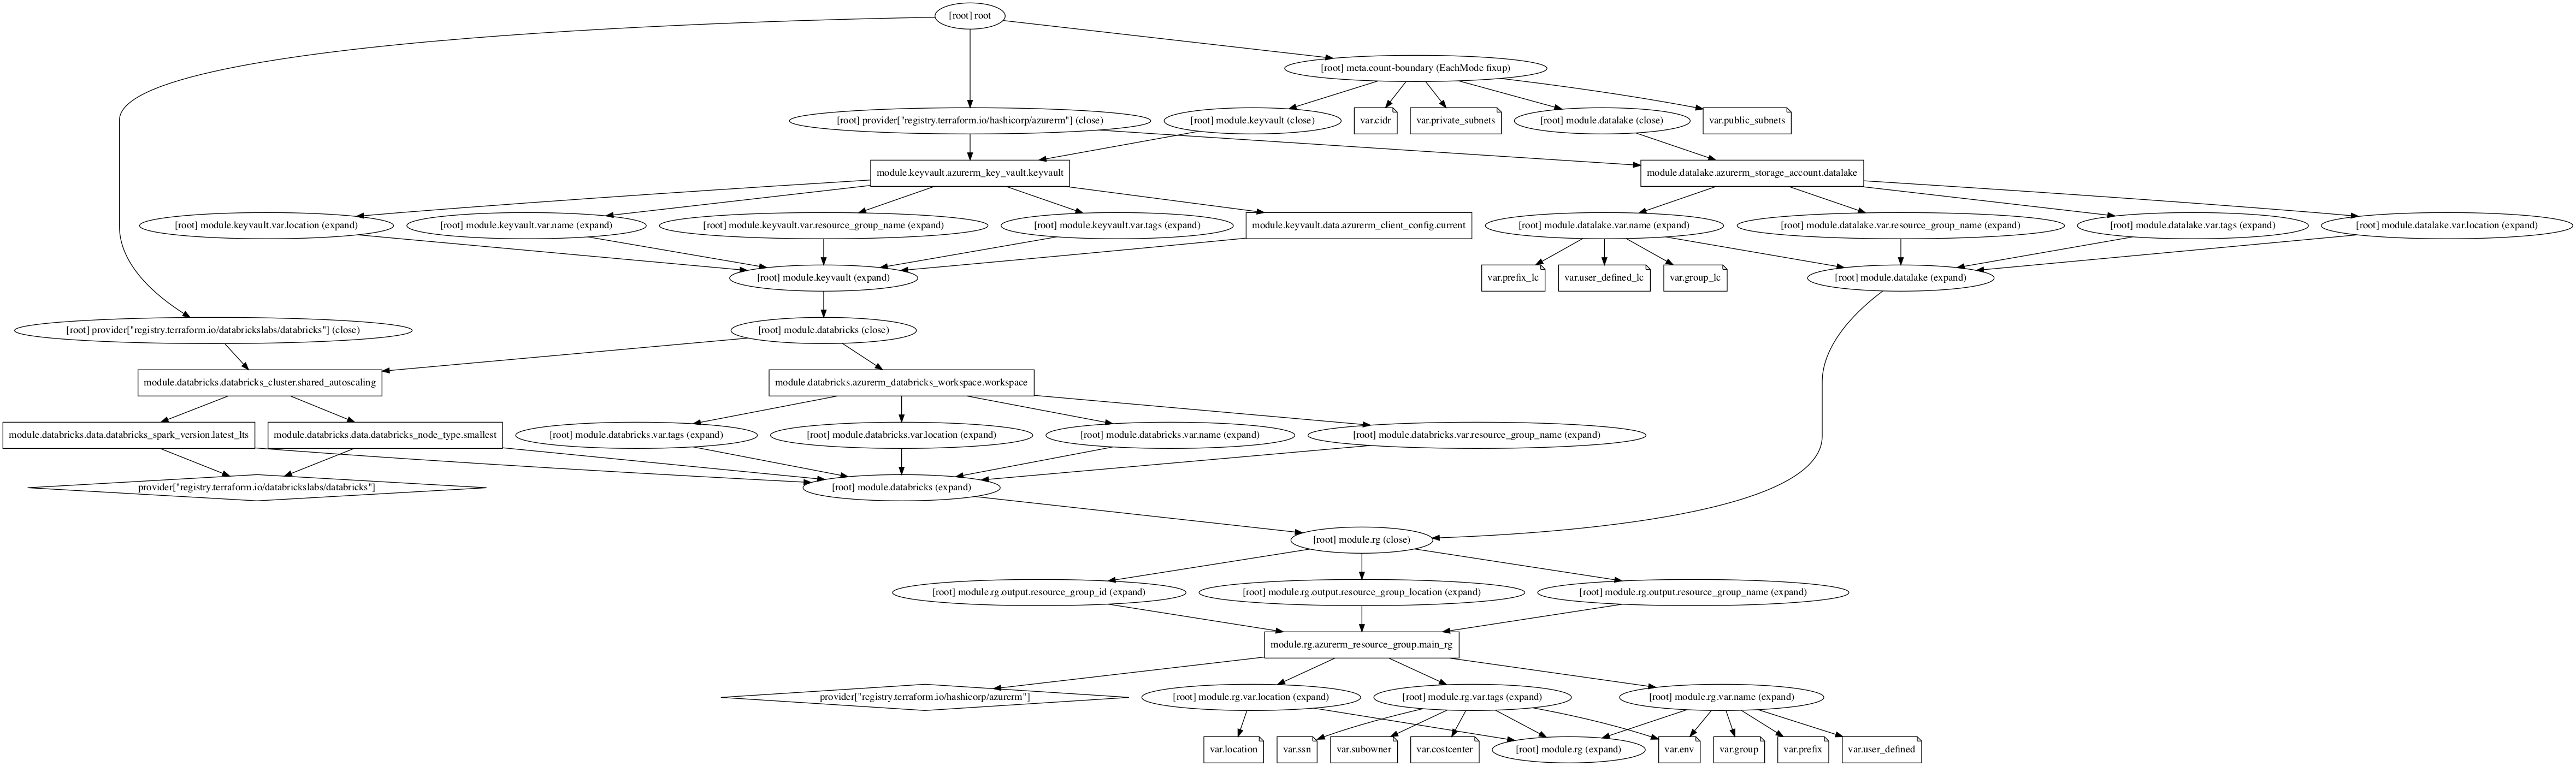 [root] root
[root] meta.count-boundary (EachMode fixup)
[root] provider["registry.terraform.io/hashicorp/azurerm"] (close)
[root] module.keyvault (close)
var.cidr
var.private_subnets
[root] module.datalake (close)
var.public_subnets
module.keyvault.azurerm_key_vault.keyvault
module.datalake.azurerm_storage_account.datalake
[root] module.keyvault.var.location (expand)
[root] module.keyvault.var.name (expand)
[root] module.keyvault.var.resource_group_name (expand)
[root] module.keyvault.var.tags (expand)
module.keyvault.data.azurerm_client_config.current
[root] module.datalake.var.name (expand)
[root] module.datalake.var.resource_group_name (expand)
[root] module.datalake.var.tags (expand)
[root] module.datalake.var.location (expand)
[root] module.keyvault (expand)
var.prefix_lc
var.user_defined_lc
var.group_lc
[root] module.datalake (expand)
[root] provider["registry.terraform.io/databrickslabs/databricks"] (close)
[root] module.databricks (close)
module.databricks.databricks_cluster.shared_autoscaling
module.databricks.azurerm_databricks_workspace.workspace
module.databricks.data.databricks_spark_version.latest_lts
module.databricks.data.databricks_node_type.smallest
[root] module.databricks.var.tags (expand)
[root] module.databricks.var.location (expand)
[root] module.databricks.var.name (expand)
[root] module.databricks.var.resource_group_name (expand)
provider["registry.terraform.io/databrickslabs/databricks"]
[root] module.databricks (expand)
[root] module.rg (close)
[root] module.rg.output.resource_group_id (expand)
[root] module.rg.output.resource_group_location (expand)
[root] module.rg.output.resource_group_name (expand)
module.rg.azurerm_resource_group.main_rg
provider["registry.terraform.io/hashicorp/azurerm"]
[root] module.rg.var.location (expand)
[root] module.rg.var.tags (expand)
[root] module.rg.var.name (expand)
var.location
var.ssn
var.subowner
var.costcenter
[root] module.rg (expand)
var.env
var.group
var.prefix
var.user_defined